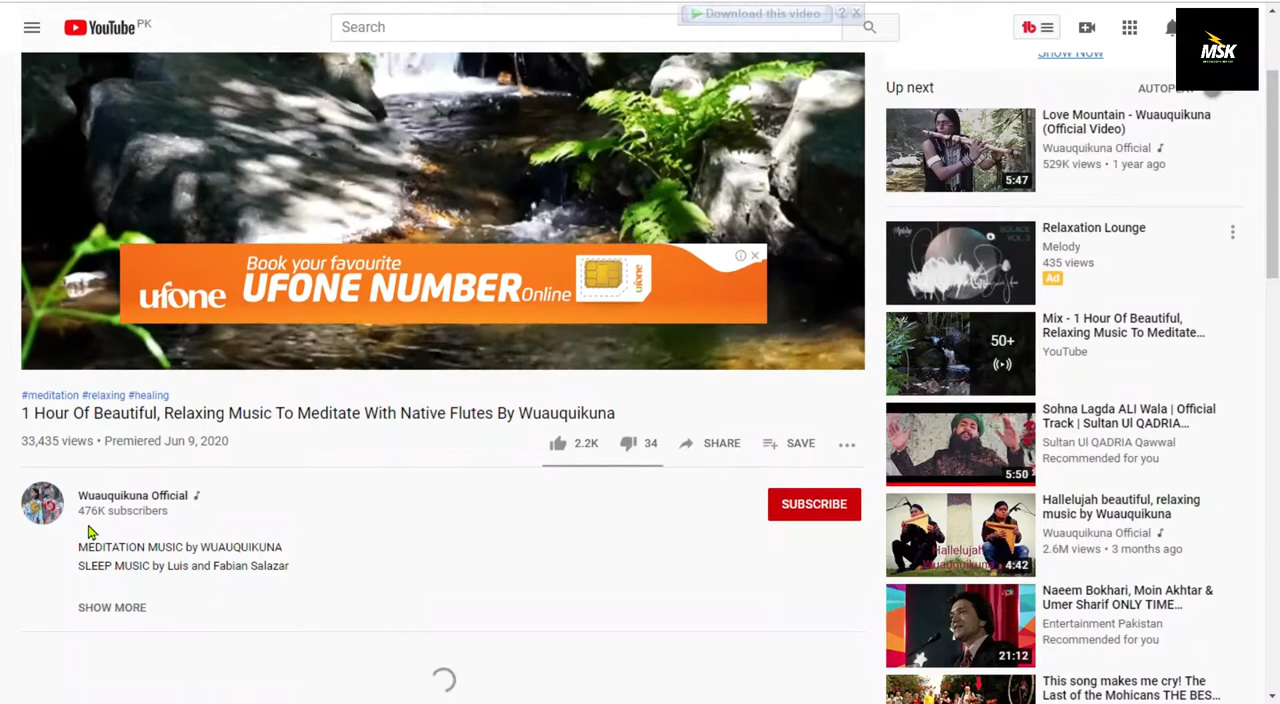 YouTube PK
Search
Download this video
?
MSK
Show Now
Up next
Love Mountain - Wuauquikuna
(Official Video)
Wuauquikuna Official
529K views • 1 year ago
5:47
Relaxation Lounge
Melody
435 views
Ad
Mix - 1 Hour Of Beautiful,
Relaxing Music To Meditate...
YouTube
50+
Sohna Lagda ALI Wala | Official
Track | Sultan Ul QADRIA...
Sultan Ul QADRIA Qawwal
Recommended for you
5:50
Hallelujah beautiful, relaxing
music by Wuauquikuna
Wuauquikuna Official
2.6M views • 3 months ago
Hallelujah
4:42
Naeem Bokhari, Moin Akhtar &
Umer Sharif ONLY TIME...
Entertainment Pakistan
Recommended for you
21:12
This song makes me cry! The
Last of the Mohicans THE BES...
ufone
Book your favourite
UFONE NUMBER Online
ufone
#meditation #relaxing #healing
1 Hour Of Beautiful, Relaxing Music To Meditate With Native Flutes By Wuauquikuna
33,435 views • Premiered Jun 9, 2020
2.2K
34
SHARE
SAVE
Wuauquikuna Official
476K subscribers
SUBSCRIBE
MEDITATION MUSIC by WUAUQUIKUNA
SLEEP MUSIC by Luis and Fabian Salazar
SHOW MORE